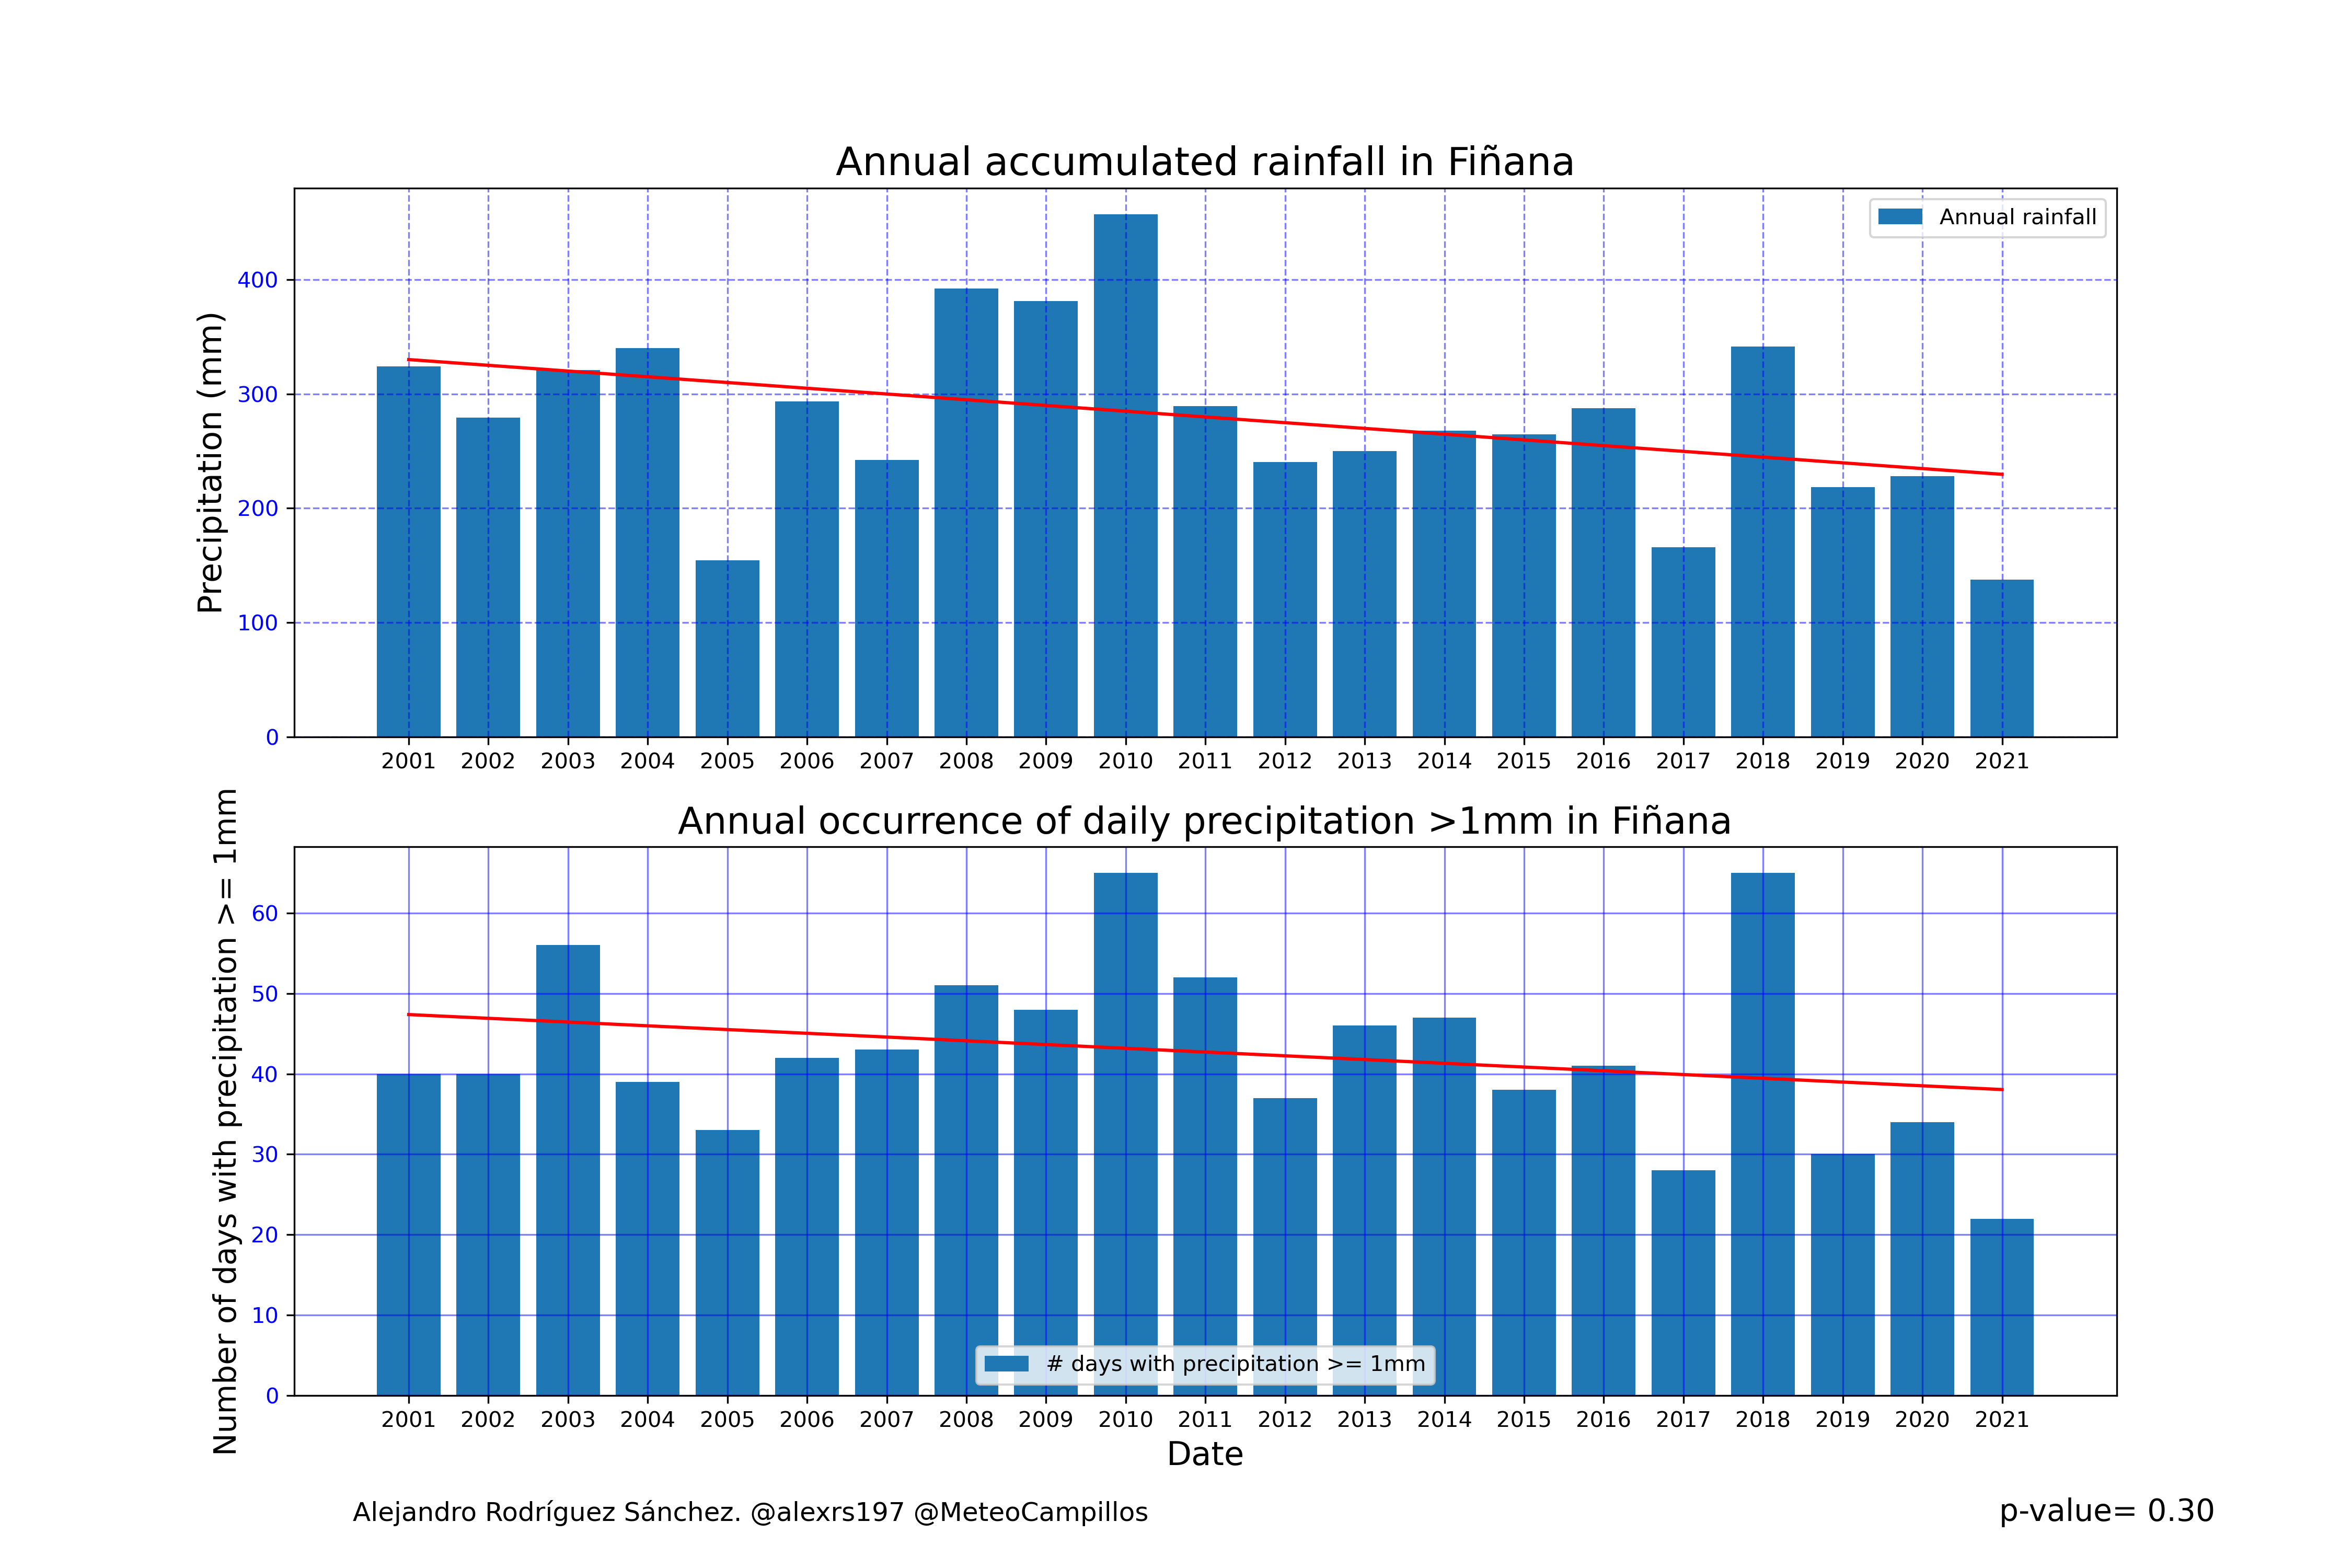 Annual accumulated rainfall in Fiñana
Precipitation (mm)
400
300
200
100
0
Annual rainfall
2001 2002 2003 2004 2005 2006 2007 2008 2009 2010 2011 2012 2013 2014 2015 2016 2017 2018 2019 2020 2021
Annual occurrence of daily precipitation >1mm in Fiñana
Number of days with precipitation >= 1mm
60
50
40
30
20
10
0
# days with precipitation >= 1mm
2001 2002 2003 2004 2005 2006 2007 2008 2009 2010 2011 2012 2013 2014 2015 2016 2017 2018 2019 2020 2021
Date
Alejandro Rodríguez Sánchez. @alexrs197 @MeteoCampillos
p-value= 0.30